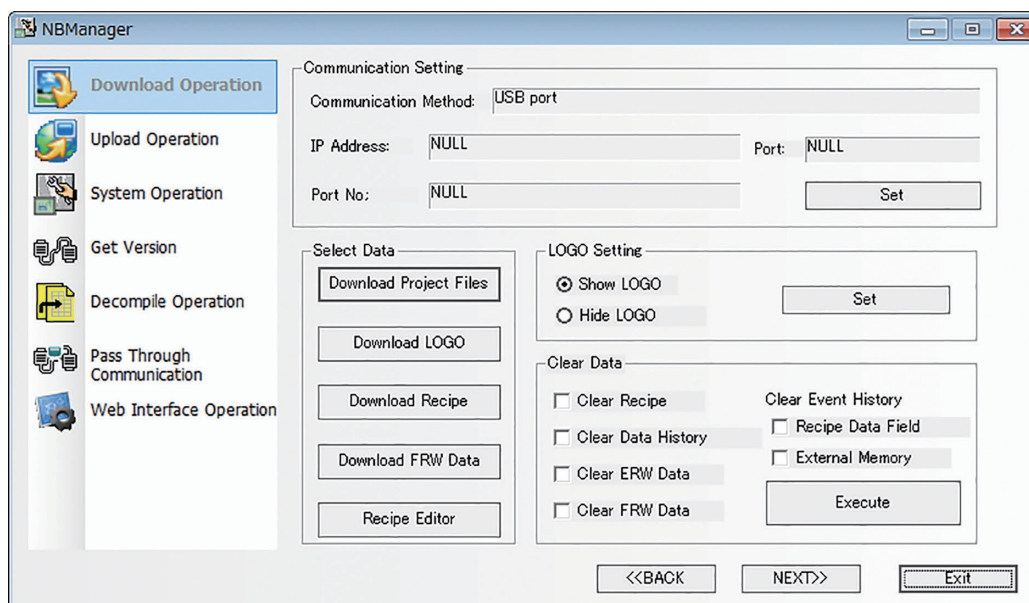 NBManager
Download Operation
Upload Operation
System Operation
Get Version
Decompile Operation
Pass Through
Communication
Web Interface Operation
Communication Setting
Communication Method: USB port
IP Address: NULL Port: NULL
Port No; NULL Set
Select Data
Download Project Files
Download LOGO
Download Recipe
Download FRW Data
Recipe Editor
LOGO Setting
Show LOGO
Hide LOGO
Set
Clear Data
Clear Recipe
Clear Data History
Clear ERW Data
Clear FRW Data
Clear Event History
Recipe Data Field
External Memory
Execute
<<BACK NEXT>> Exit